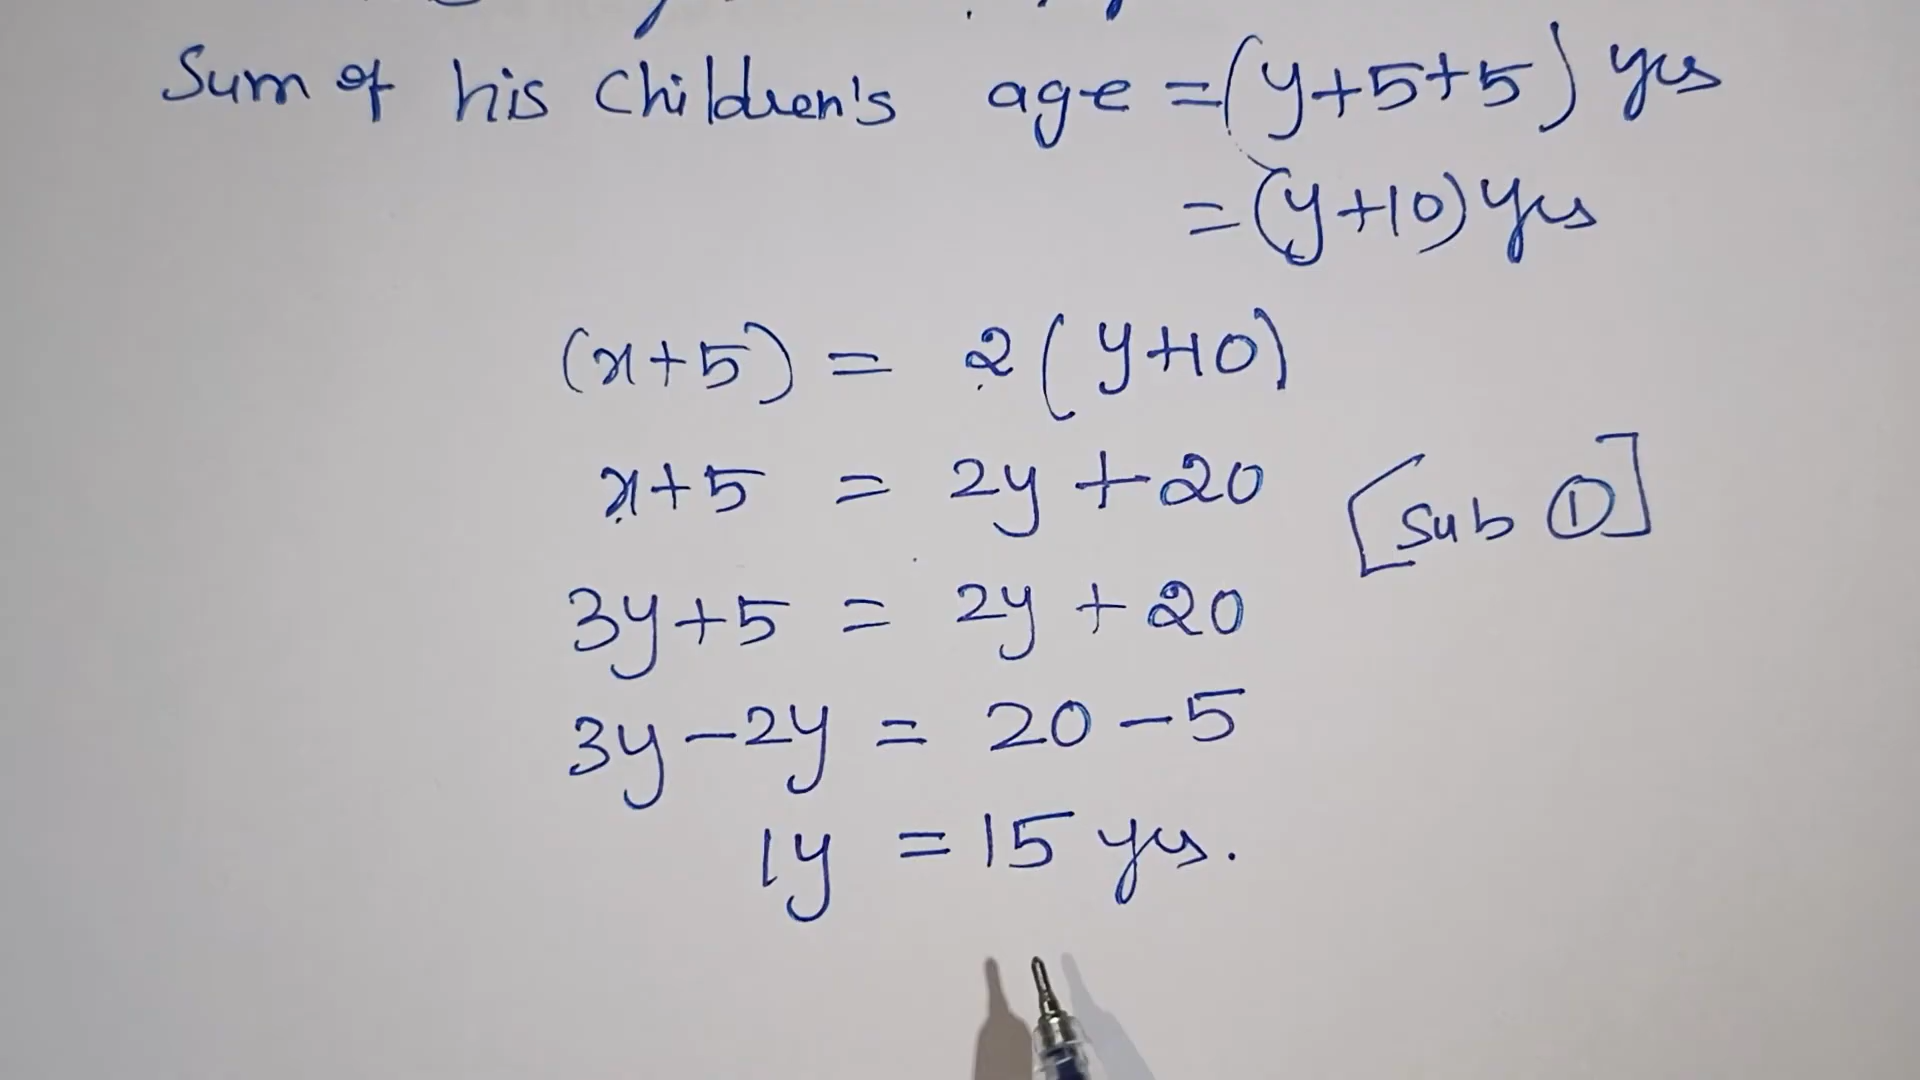 Sum of his Children's age = (y+5+5) yrs
= (y+10) yrs
(x+5) = 2(y+10)
x+5 = 2y+20 [Sub ①]
3y+5 = 2y+20
3y-2y = 20-5
1y = 15 yrs.